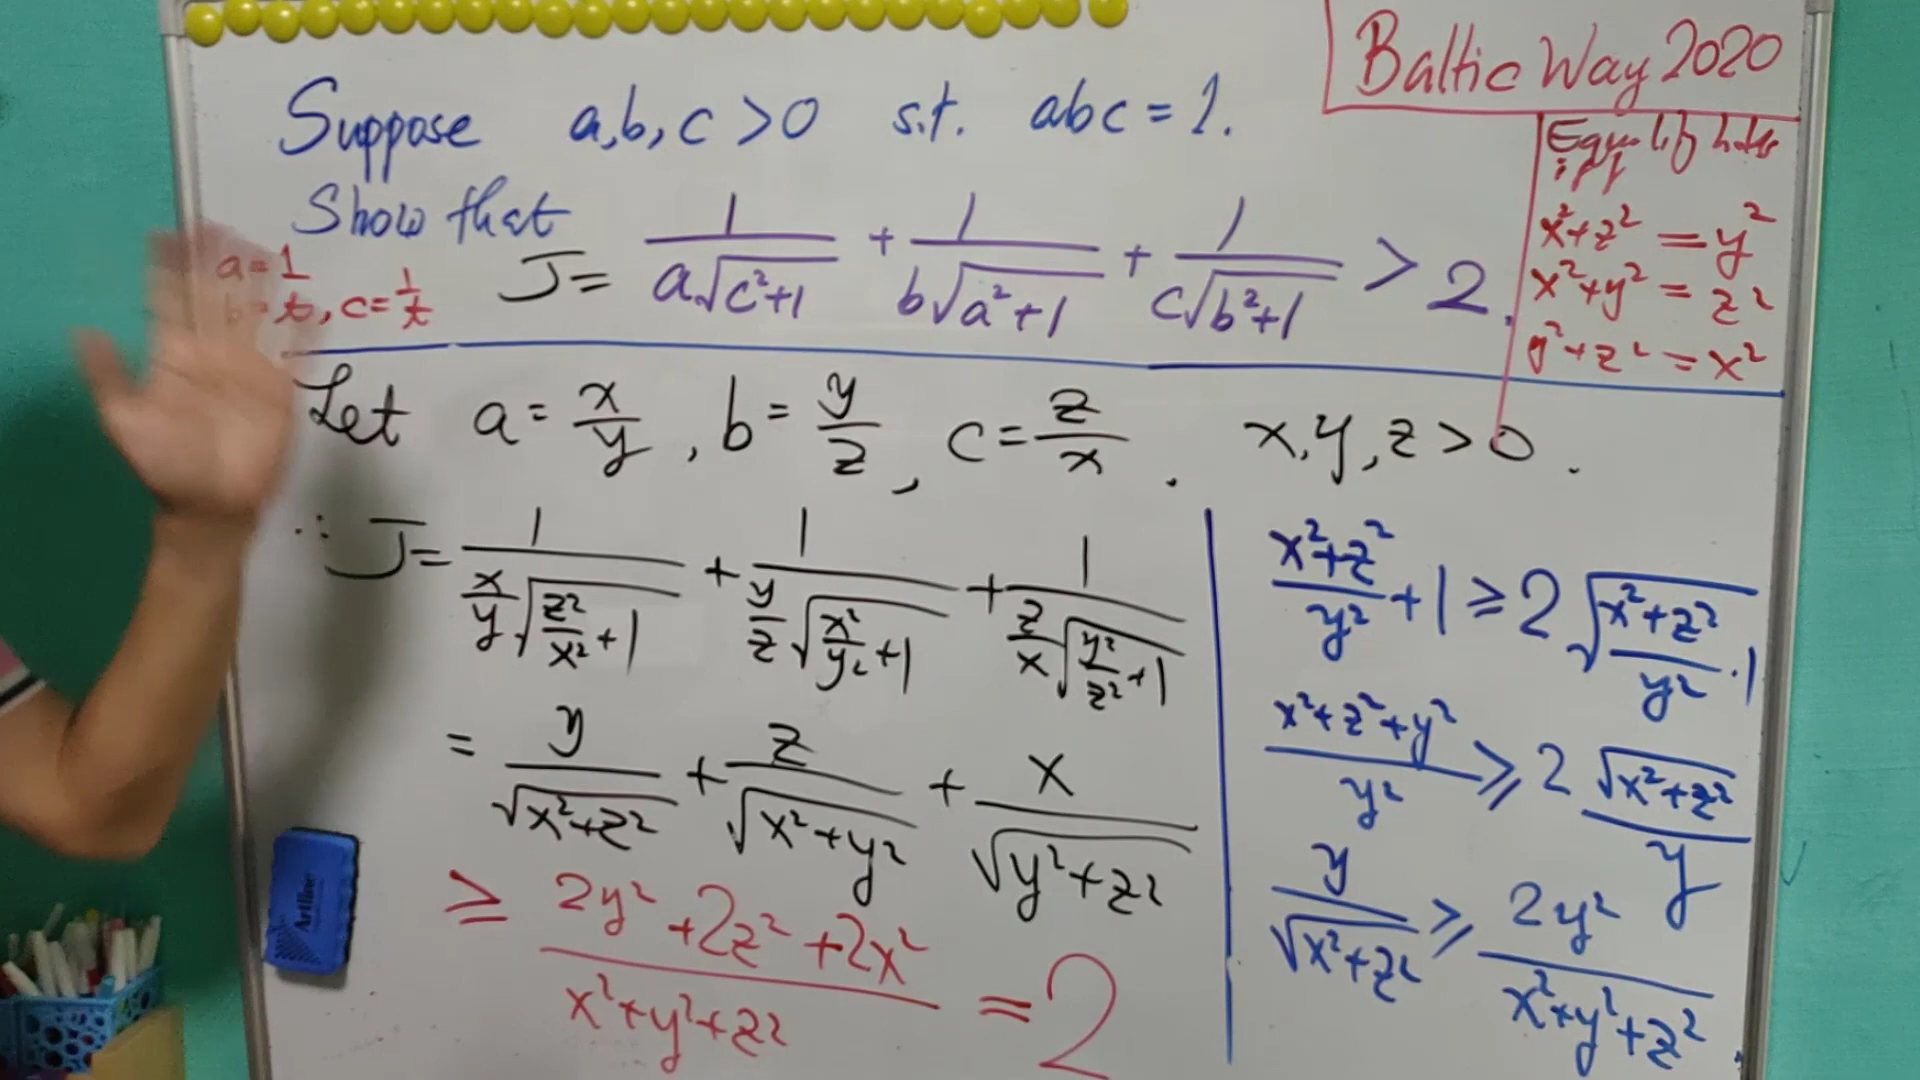 Baltic Way 2020
Suppose a,b,c >0 s.t. abc = 1.
Show that
J = 1/(a√(c²+1)) + 1/(b√(a²+1)) + 1/(c√(b²+1)) > 2.
a=1
b=t, c=1/t
Equality holds
iff
x²+z² = y²
x²+y² = z²
y²+z² = x²
Let a = x/y, b = y/z, c = z/x. x,y,z>0.
∴ J = 1/((x/y)√(z²/x²+1)) + 1/((y/z)√(x²/y²+1)) + 1/((z/x)√(y²/z²+1))
= y/√(x²+z²) + z/√(x²+y²) + x/√(y²+z²)
≥ (2y²+2z²+2x²)/(x²+y²+z²) = 2
(x²+z²)/y² + 1 ≥ 2√((x²+z²)/y² · 1)
(x²+z²+y²)/y² ≥ 2 √(x²+z²)/y
y/√(x²+z²) ≥ 2y²/(x²+y²+z²).
Artline